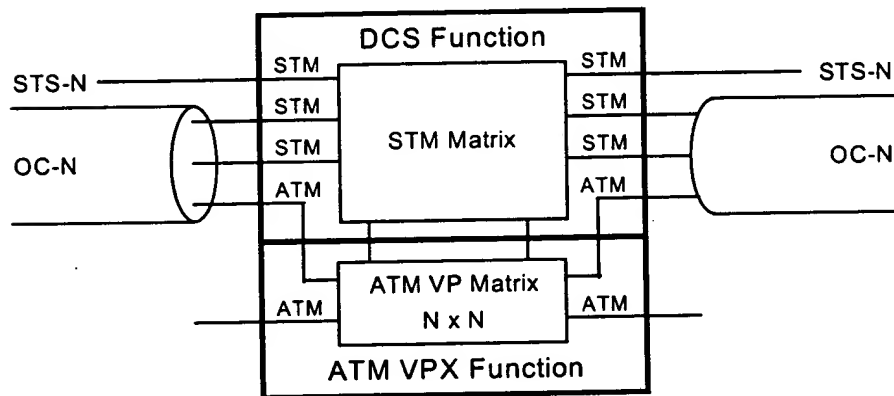 DCS Function
STS-N STM STM STS-N
STM STM
OC-N STM STM Matrix STM OC-N
ATM ATM
ATM VP Matrix
ATM N x N ATM
ATM VPX Function